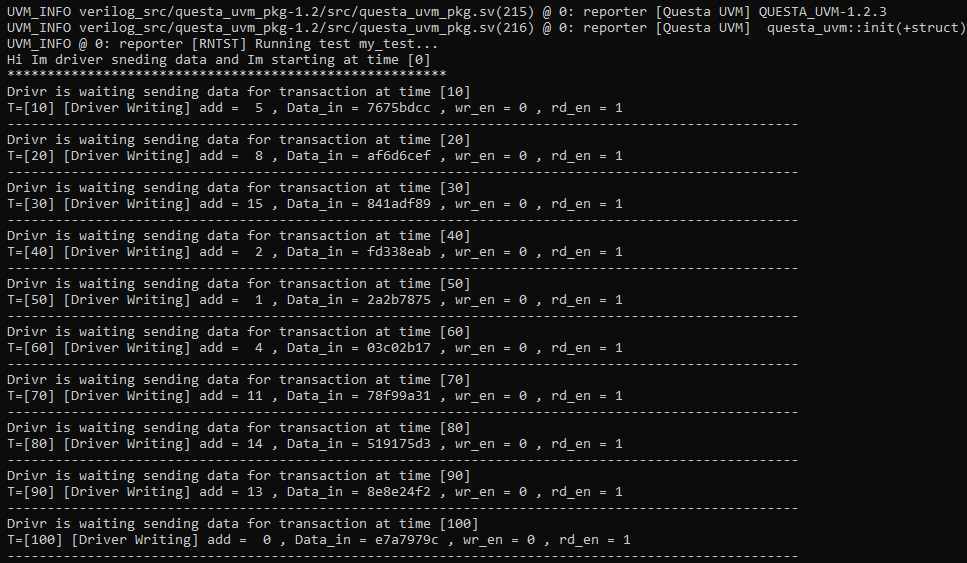 UVM_INFO verilog_src/questa_uvm_pkg-1.2/src/questa_uvm_pkg.sv(215) @ 0: reporter [Questa UVM] QUESTA_UVM-1.2.3
UVM_INFO verilog_src/questa_uvm_pkg-1.2/src/questa_uvm_pkg.sv(216) @ 0: reporter [Questa UVM]  questa_uvm::init(+struct)
UVM_INFO @ 0: reporter [RNTST] Running test my_test...
Hi Im driver sneding data and Im starting at time [0]
*******************************************************
Drivr is waiting sending data for transaction at time [10]
T=[10] [Driver Writing] add =  5 , Data_in = 7675bdcc , wr_en = 0 , rd_en = 1
---------------------------------------------------------------------------------------------------
Drivr is waiting sending data for transaction at time [20]
T=[20] [Driver Writing] add =  8 , Data_in = af6d6cef , wr_en = 0 , rd_en = 1
---------------------------------------------------------------------------------------------------
Drivr is waiting sending data for transaction at time [30]
T=[30] [Driver Writing] add = 15 , Data_in = 841adf89 , wr_en = 0 , rd_en = 1
---------------------------------------------------------------------------------------------------
Drivr is waiting sending data for transaction at time [40]
T=[40] [Driver Writing] add =  2 , Data_in = fd338eab , wr_en = 0 , rd_en = 1
---------------------------------------------------------------------------------------------------
Drivr is waiting sending data for transaction at time [50]
T=[50] [Driver Writing] add =  1 , Data_in = 2a2b7875 , wr_en = 0 , rd_en = 1
---------------------------------------------------------------------------------------------------
Drivr is waiting sending data for transaction at time [60]
T=[60] [Driver Writing] add =  4 , Data_in = 03c02b17 , wr_en = 0 , rd_en = 1
---------------------------------------------------------------------------------------------------
Drivr is waiting sending data for transaction at time [70]
T=[70] [Driver Writing] add = 11 , Data_in = 78f99a31 , wr_en = 0 , rd_en = 1
---------------------------------------------------------------------------------------------------
Drivr is waiting sending data for transaction at time [80]
T=[80] [Driver Writing] add = 14 , Data_in = 519175d3 , wr_en = 0 , rd_en = 1
---------------------------------------------------------------------------------------------------
Drivr is waiting sending data for transaction at time [90]
T=[90] [Driver Writing] add = 13 , Data_in = 8e8e24f2 , wr_en = 0 , rd_en = 1
---------------------------------------------------------------------------------------------------
Drivr is waiting sending data for transaction at time [100]
T=[100] [Driver Writing] add =  0 , Data_in = e7a7979c , wr_en = 0 , rd_en = 1
---------------------------------------------------------------------------------------------------